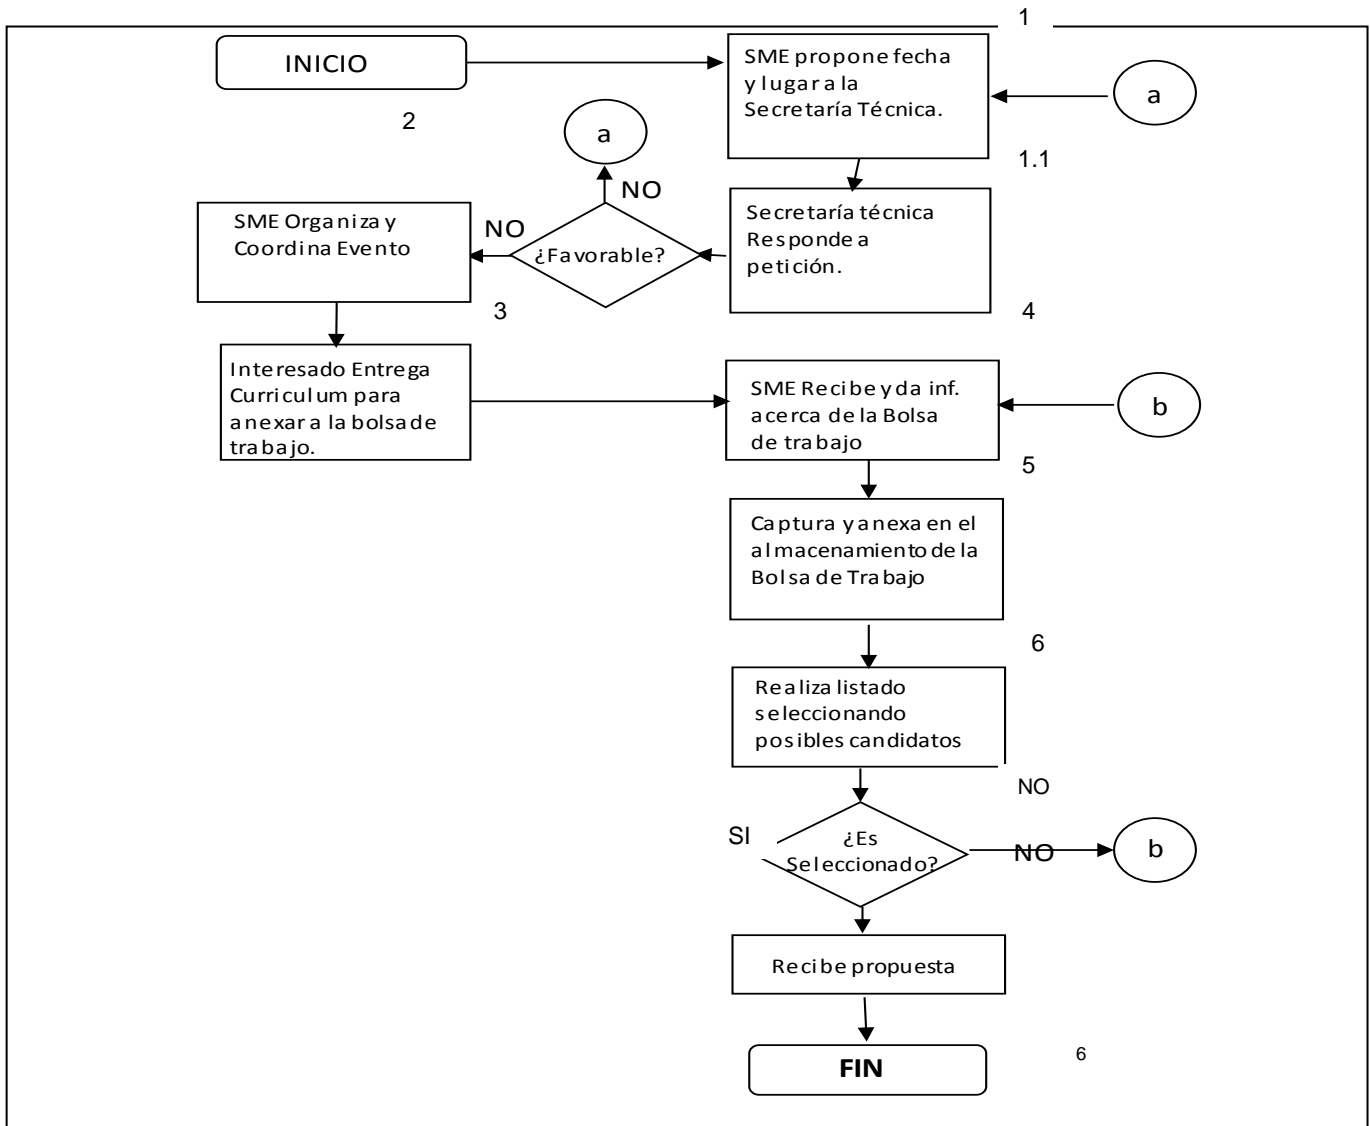 1
INICIO
SME propone fecha
y lugar a la
Secretaría Técnica.
a
2
a
1.1
NO
SME Organiza y
Coordina Evento
NO
¿Favorable?
Secretaría técnica
Responde a
petición.
3
4
Interesado Entrega
Curriculum para
anexar a la bolsa de
trabajo.
SME Recibe y da inf.
acerca de la Bolsa
de trabajo
b
5
Captura y anexa en el
almacenamiento de la
Bolsa de Trabajo
6
Realiza listado
seleccionando
posibles candidatos
NO
SI
¿Es
Seleccionado?
NO
b
Recibe propuesta
FIN
6